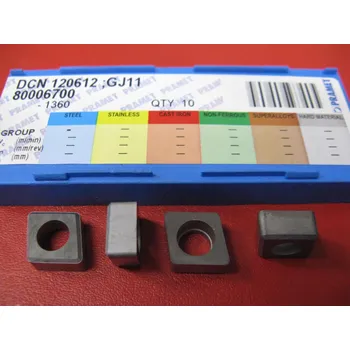 DCN 120612 ;GJ11
80006700
- 1360
QTY 10
PRAMET
STEEL STAINLESS CAST IRON NON-FERROUS SUPERALLOYS HARD MATERIAL
GROUP - - - - - -
(m/min) - - - - - -
(mm/rev) - - - - - -
(mm) - - - - - -